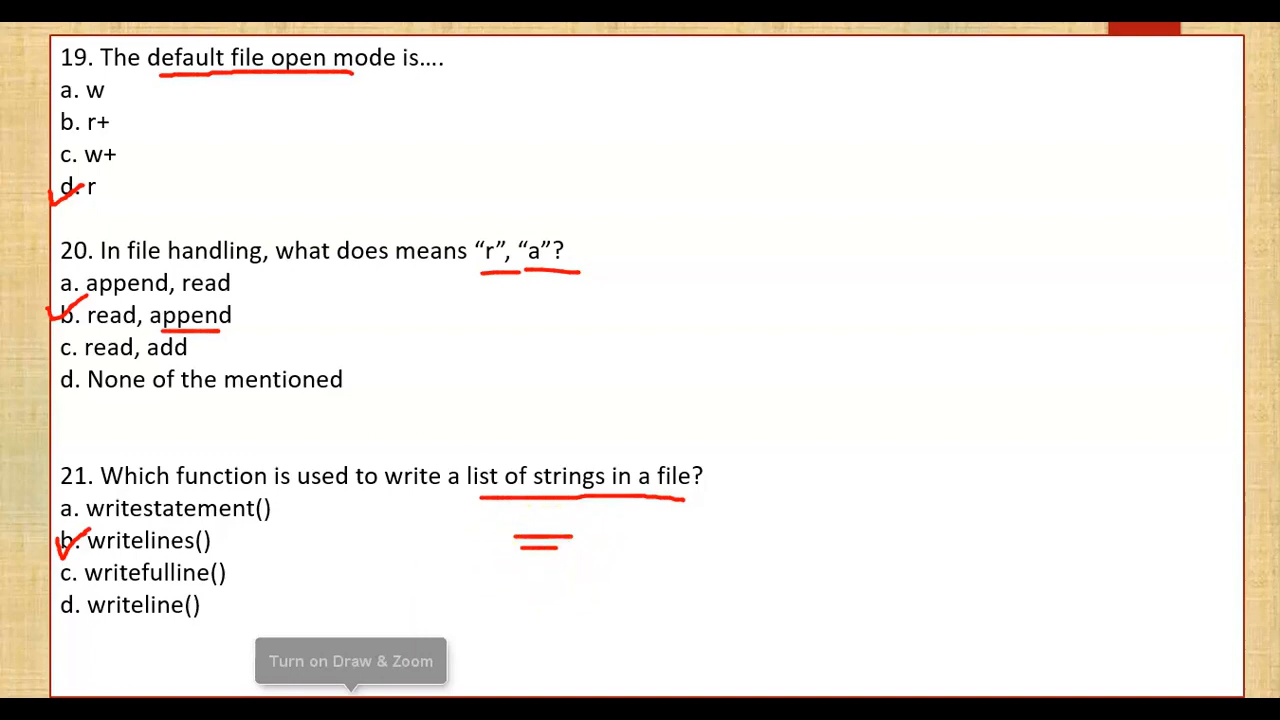 19. The default file open mode is....
a. w
b. r+
c. w+
d. r
20. In file handling, what does means “r”, “a”?
a. append, read
b. read, append
c. read, add
d. None of the mentioned
21. Which function is used to write a list of strings in a file?
a. writestatement()
b. writelines()
c. writefulline()
d. writeline()
Turn on Draw & Zoom